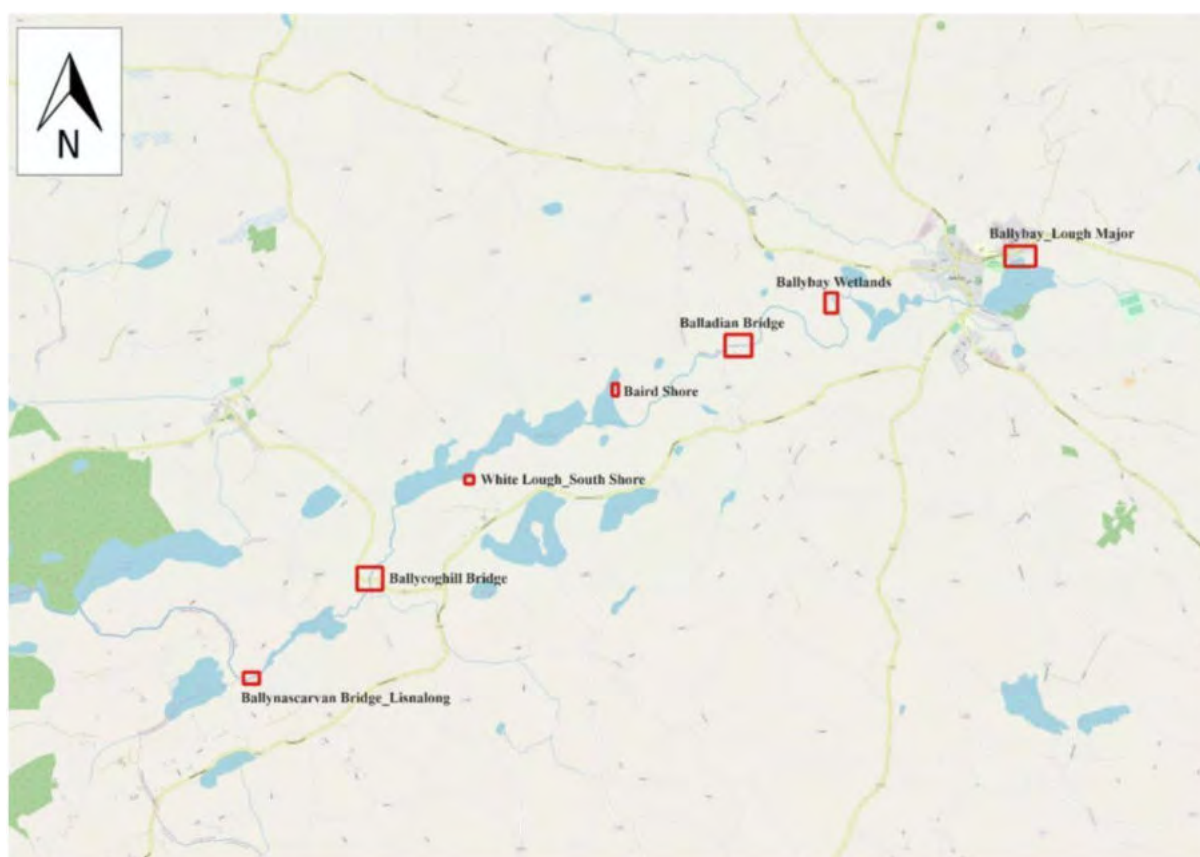 N
Ballybay_Lough Major
Ballybay Wetlands
Balladian Bridge
Baird Shore
White Lough_South Shore
Ballycoghill Bridge
Ballynascarvan Bridge_Lisnalong